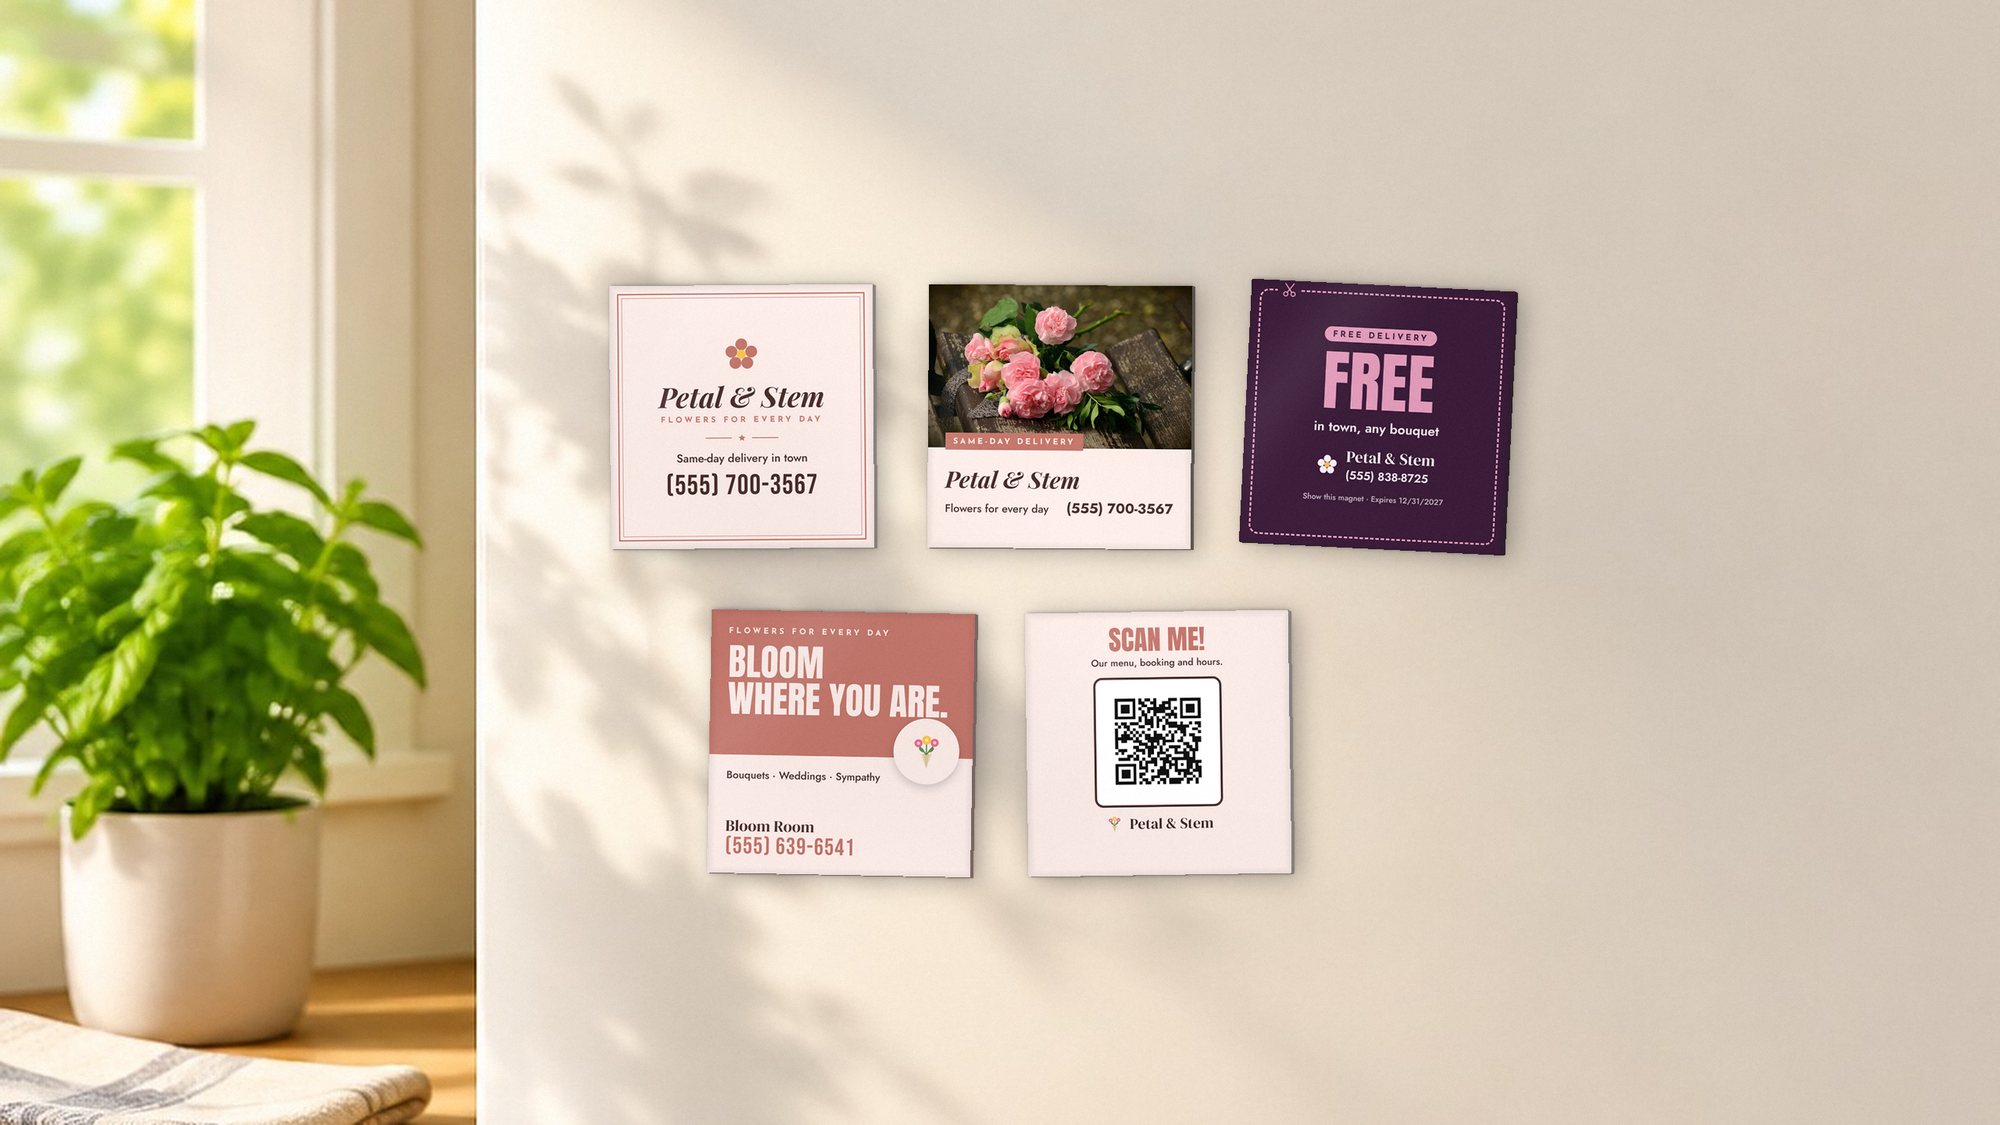 Petal & Stem
FLOWERS FOR EVERY DAY
Same-day delivery in town
(555) 700-3567
SAME-DAY DELIVERY
Petal & Stem
Flowers for every day (555) 700-3567
FREE DELIVERY
FREE
in town, any bouquet
Petal & Stem
(555) 838-8725
Show this magnet · Expires 12/31/2027
FLOWERS FOR EVERY DAY
BLOOM
WHERE YOU ARE.
Bouquets · Weddings · Sympathy
Bloom Room
(555) 639-6541
SCAN ME!
Our menu, booking and hours.
Petal & Stem